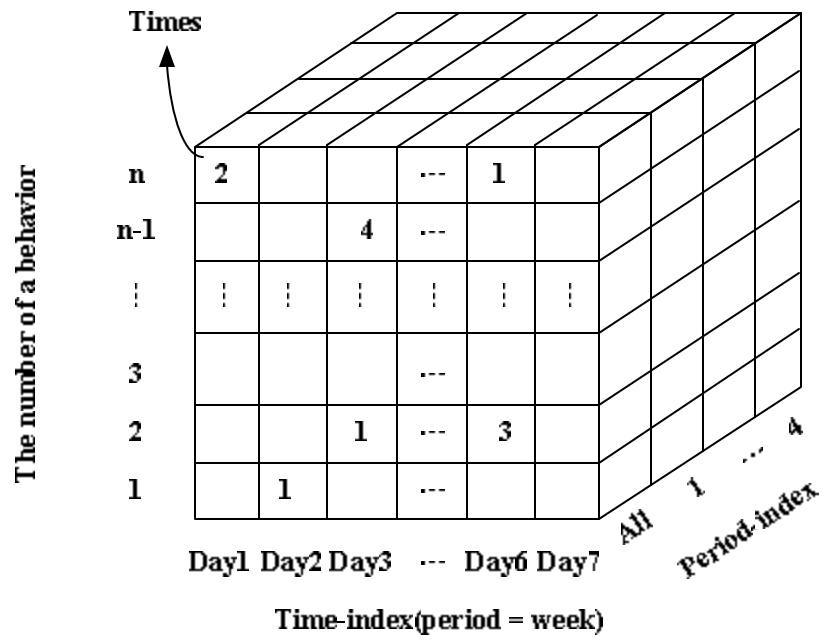 Times
The number of a behavior
n 2 --- 1
n-1 4 ---
⋮ ⋮ ⋮ ⋮ ⋮ ⋮ ⋮
3 ---
2 1 --- 3
1 1 ---
All 1 --- 4
Period-index
Day1 Day2 Day3 --- Day6 Day7
Time-index(period = week)